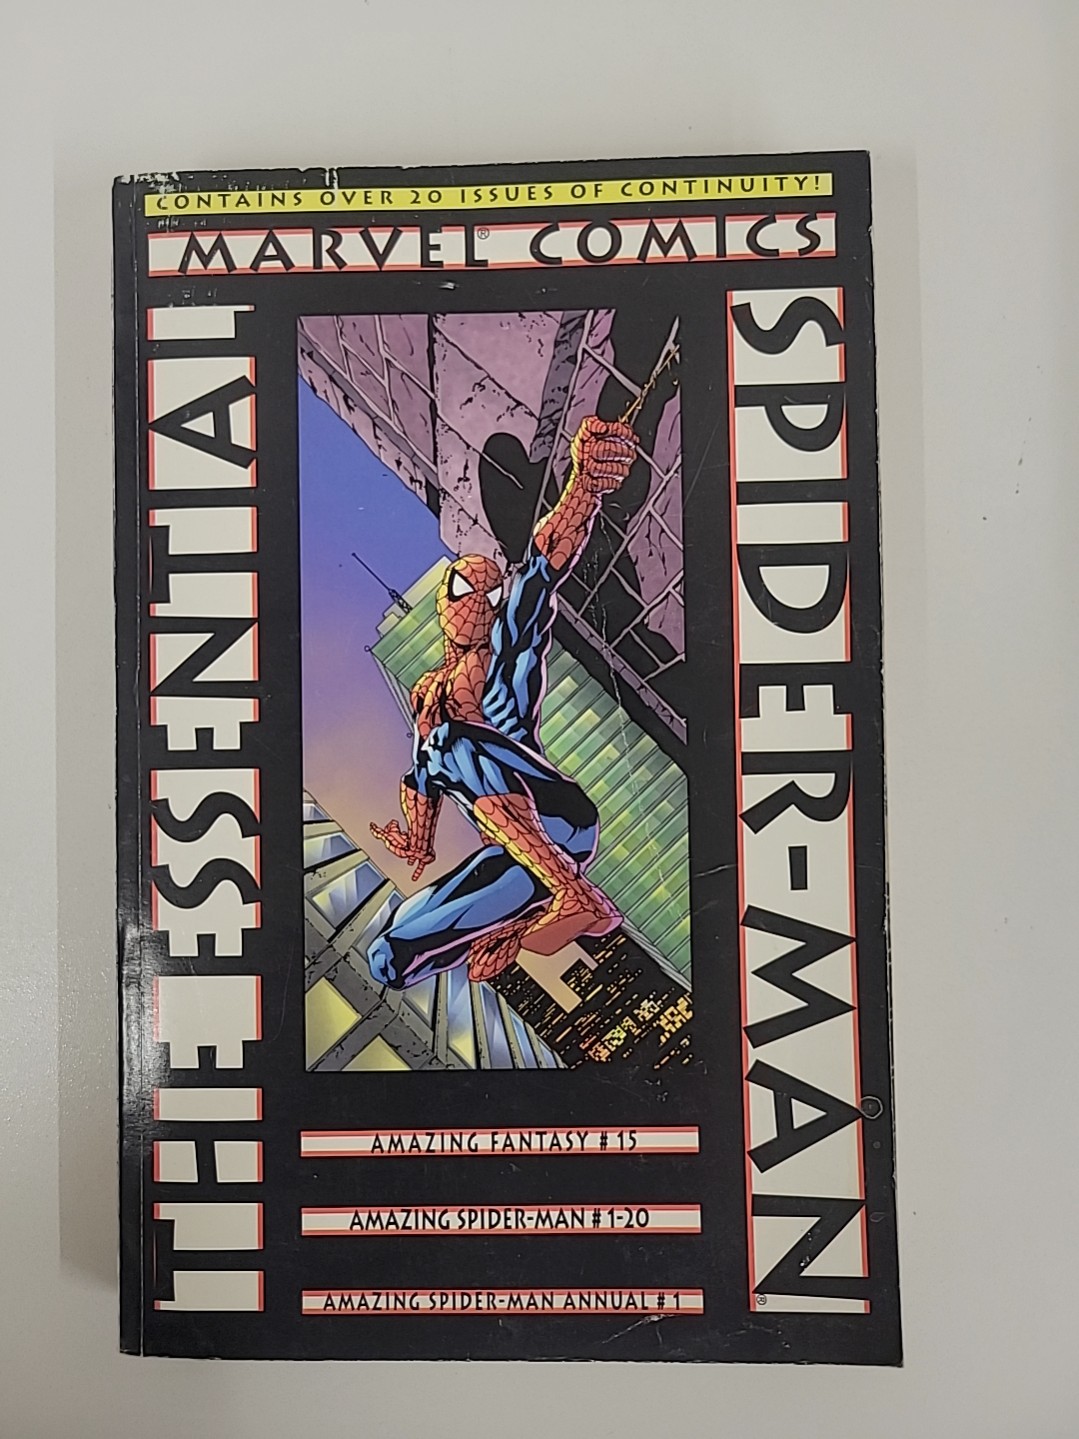 CONTAINS OVER 20 ISSUES OF CONTINUITY!
MARVEL® COMICS
THE ESSENTIAL
SPIDER-MAN®
AMAZING FANTASY # 15
AMAZING SPIDER-MAN # 1-20
AMAZING SPIDER-MAN ANNUAL # 1